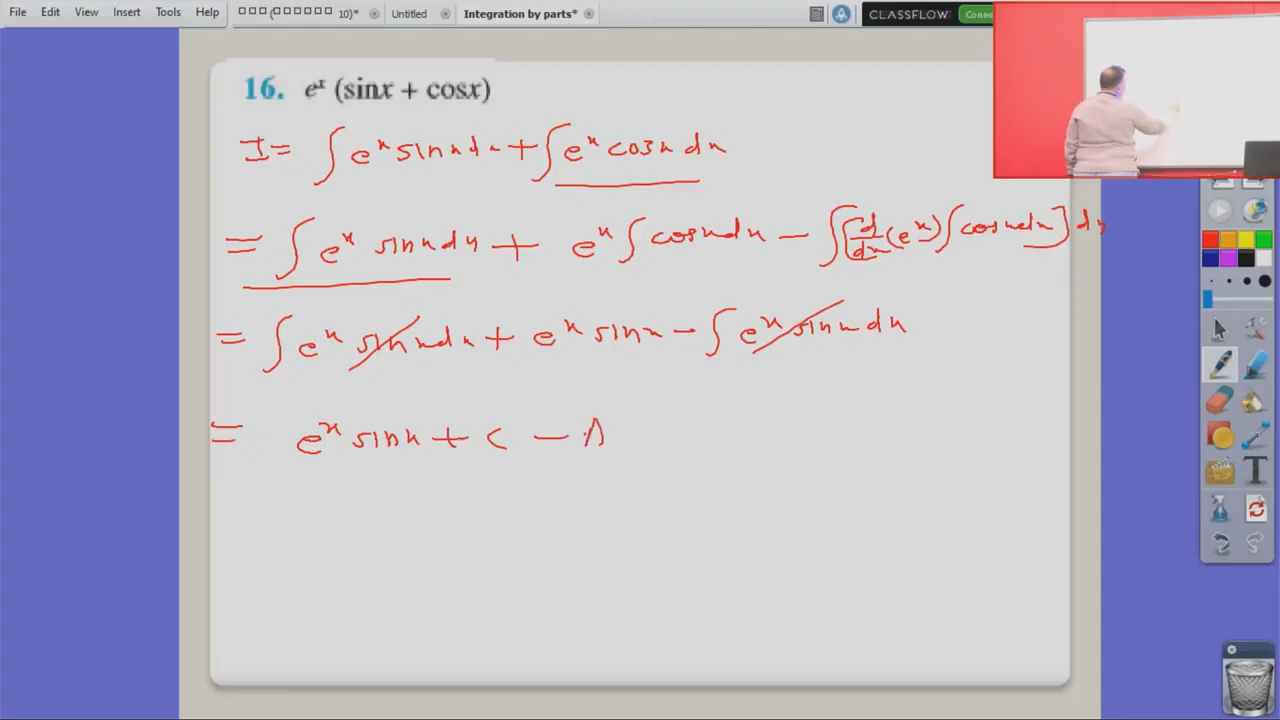 File Edit View Insert Tools Help
Untitled
Integration by parts*
CLASSFLOW
16. eˣ (sinx + cosx)
I = ∫ eˣ sinx dx + ∫ eˣ cosx dx
= ∫ eˣ sinx dx + eˣ ∫ cosx dx − ∫ [d/dx (eˣ) ∫ cosx dx] dx
= ∫ eˣ sinx dx + eˣ sinx − ∫ eˣ sinx dx
= eˣ sinx + c −